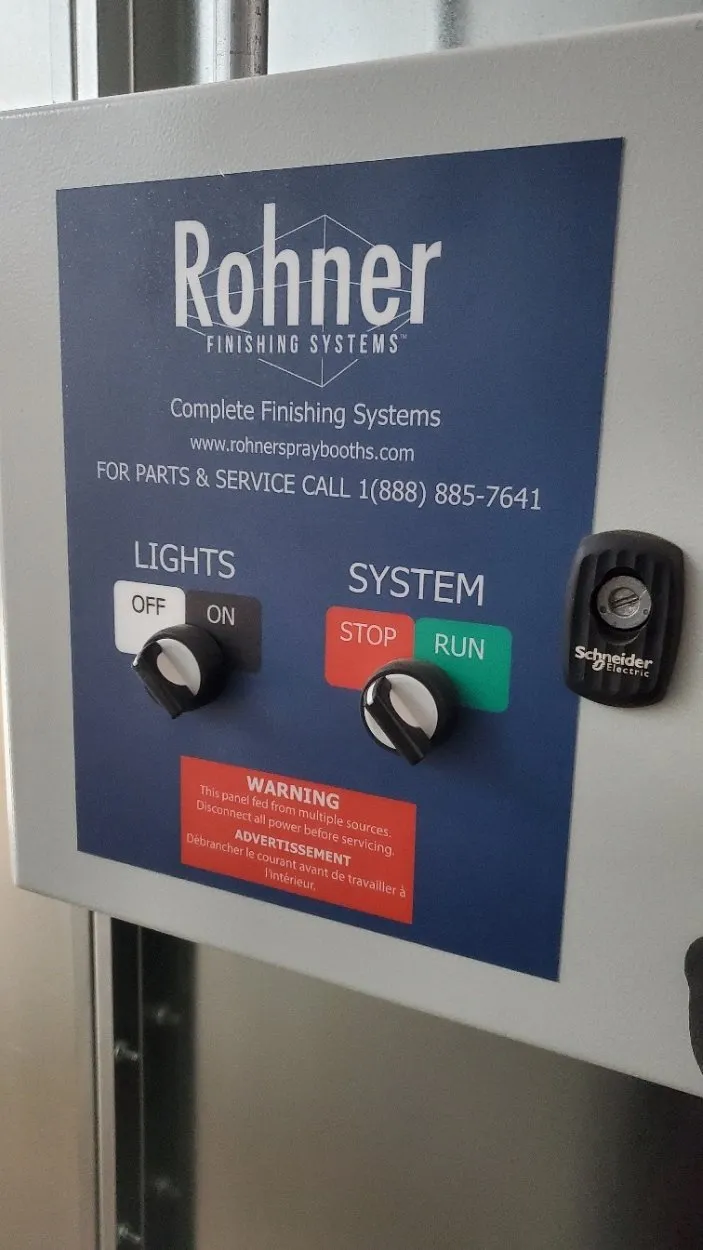 Rohner
FINISHING SYSTEMS™
Complete Finishing Systems
www.rohnerspraybooths.com
FOR PARTS & SERVICE CALL 1(888) 885-7641
LIGHTS
OFF ON
SYSTEM
STOP RUN
Schneider
Electric
WARNING
This panel fed from multiple sources.
Disconnect all power before servicing.
ADVERTISSEMENT
Débrancher le courant avant de travailler à
l'intérieur.